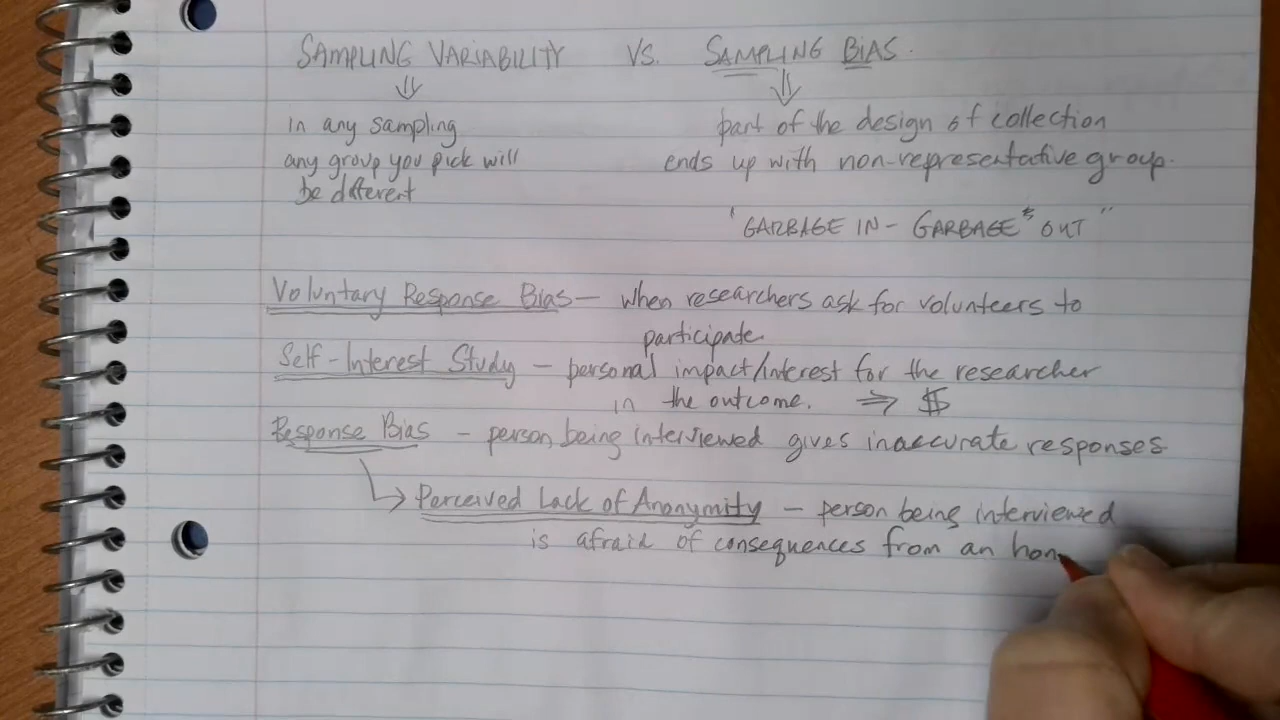 SAMPLING VARIABILITY VS. SAMPLING BIAS.
in any sampling
any group you pick will
be different
part of the design of collection
ends up with non-representative group.
"GARBAGE IN - GARBAGE OUT"
Voluntary Response Bias - when researchers ask for volunteers to
participate.
Self-Interest Study - personal impact/interest for the researcher
in the outcome. ⇒ $
Response Bias - person being interviewed gives inaccurate responses
Perceived Lack of Anonymity - person being interviewed
is afraid of consequences from an hon